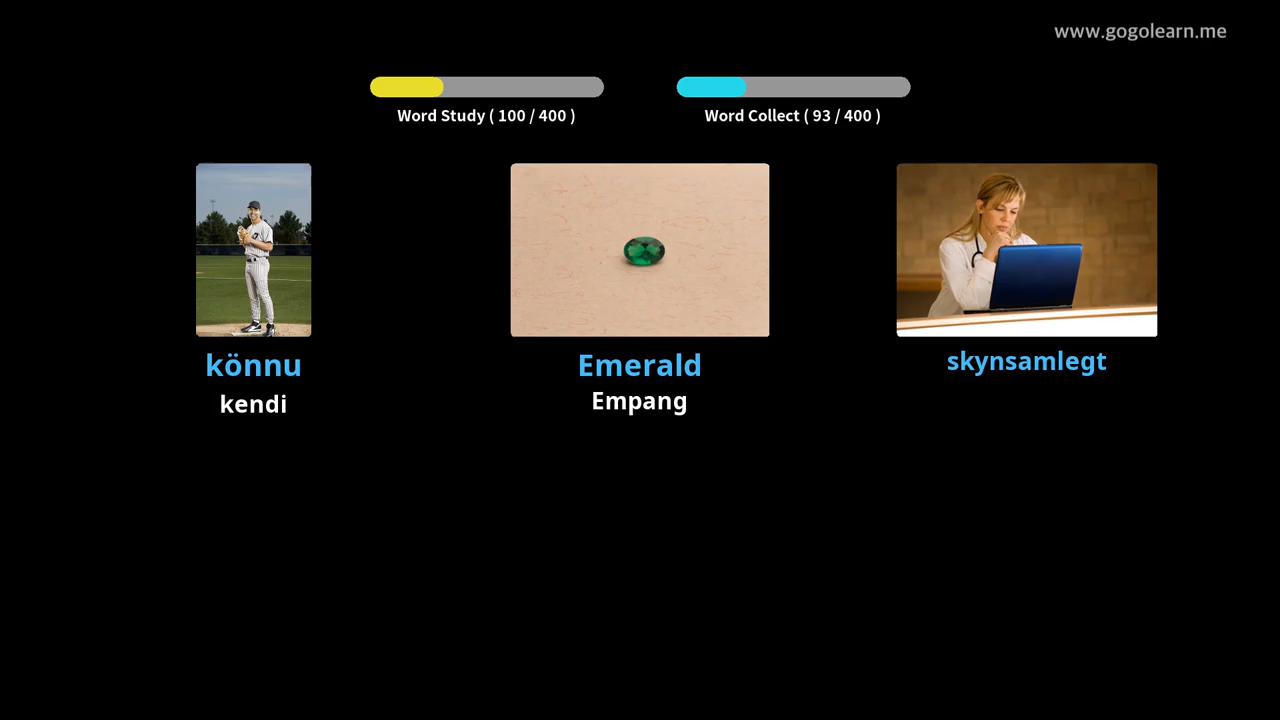 www.gogolearn.me
Word Study ( 100 / 400 )
Word Collect ( 93 / 400 )
könnu
kendi
Emerald
Empang
skynsamlegt